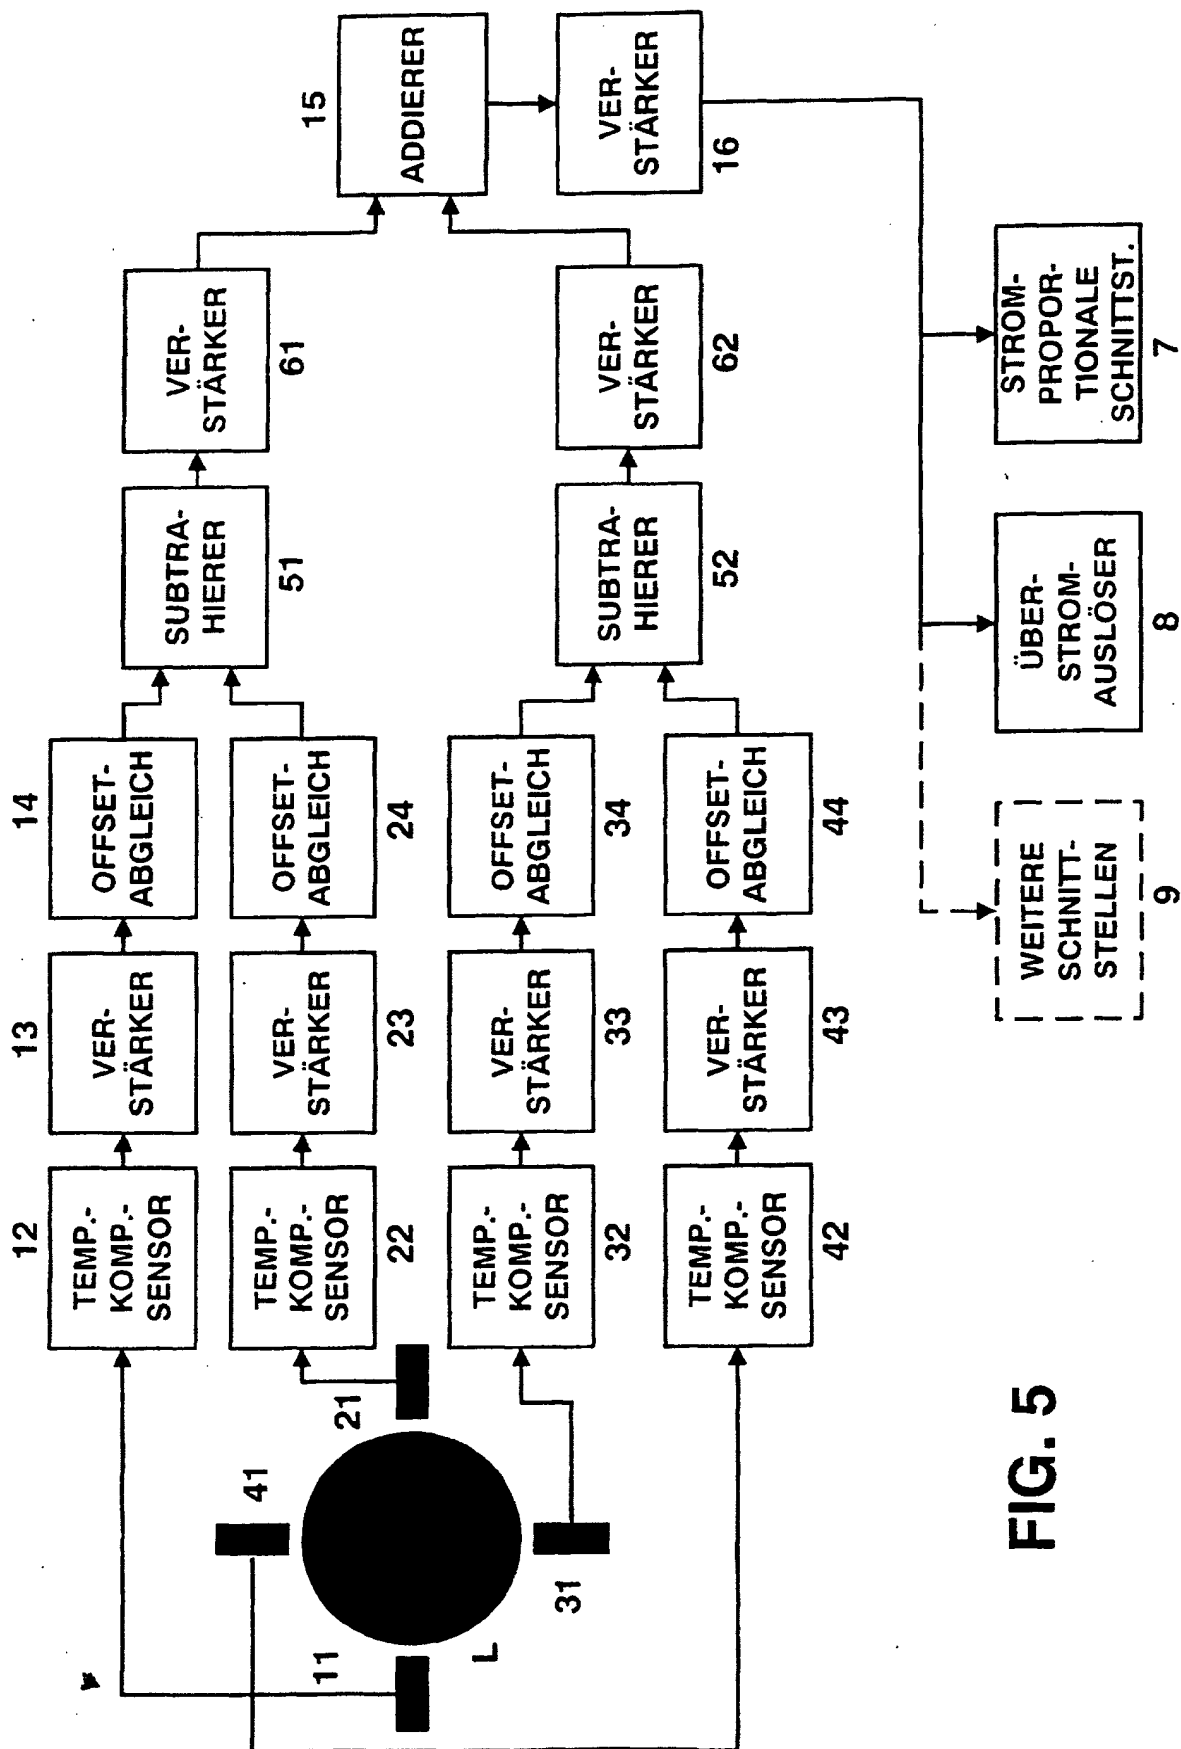 12
TEMP.-
KOMP.-
SENSOR
13
VER-
STÄRKER
14
OFFSET-
ABGLEICH
TEMP.-
KOMP.-
SENSOR
22
VER-
STÄRKER
23
OFFSET-
ABGLEICH
24
SUBTRA-
HIERER
51
VER-
STÄRKER
61
TEMP.-
KOMP.-
SENSOR
32
VER-
STÄRKER
33
OFFSET-
ABGLEICH
34
TEMP.-
KOMP.-
SENSOR
42
VER-
STÄRKER
43
OFFSET-
ABGLEICH
44
SUBTRA-
HIERER
52
VER-
STÄRKER
62
15
ADDIERER
VER-
STÄRKER
16
11
41
21
31
L
WEITERE
SCHNITT-
STELLEN
9
ÜBER-
STROM-
AUSLÖSER
8
STROM-
PROPOR-
TIONALE
SCHNITTST.
7
FIG. 5